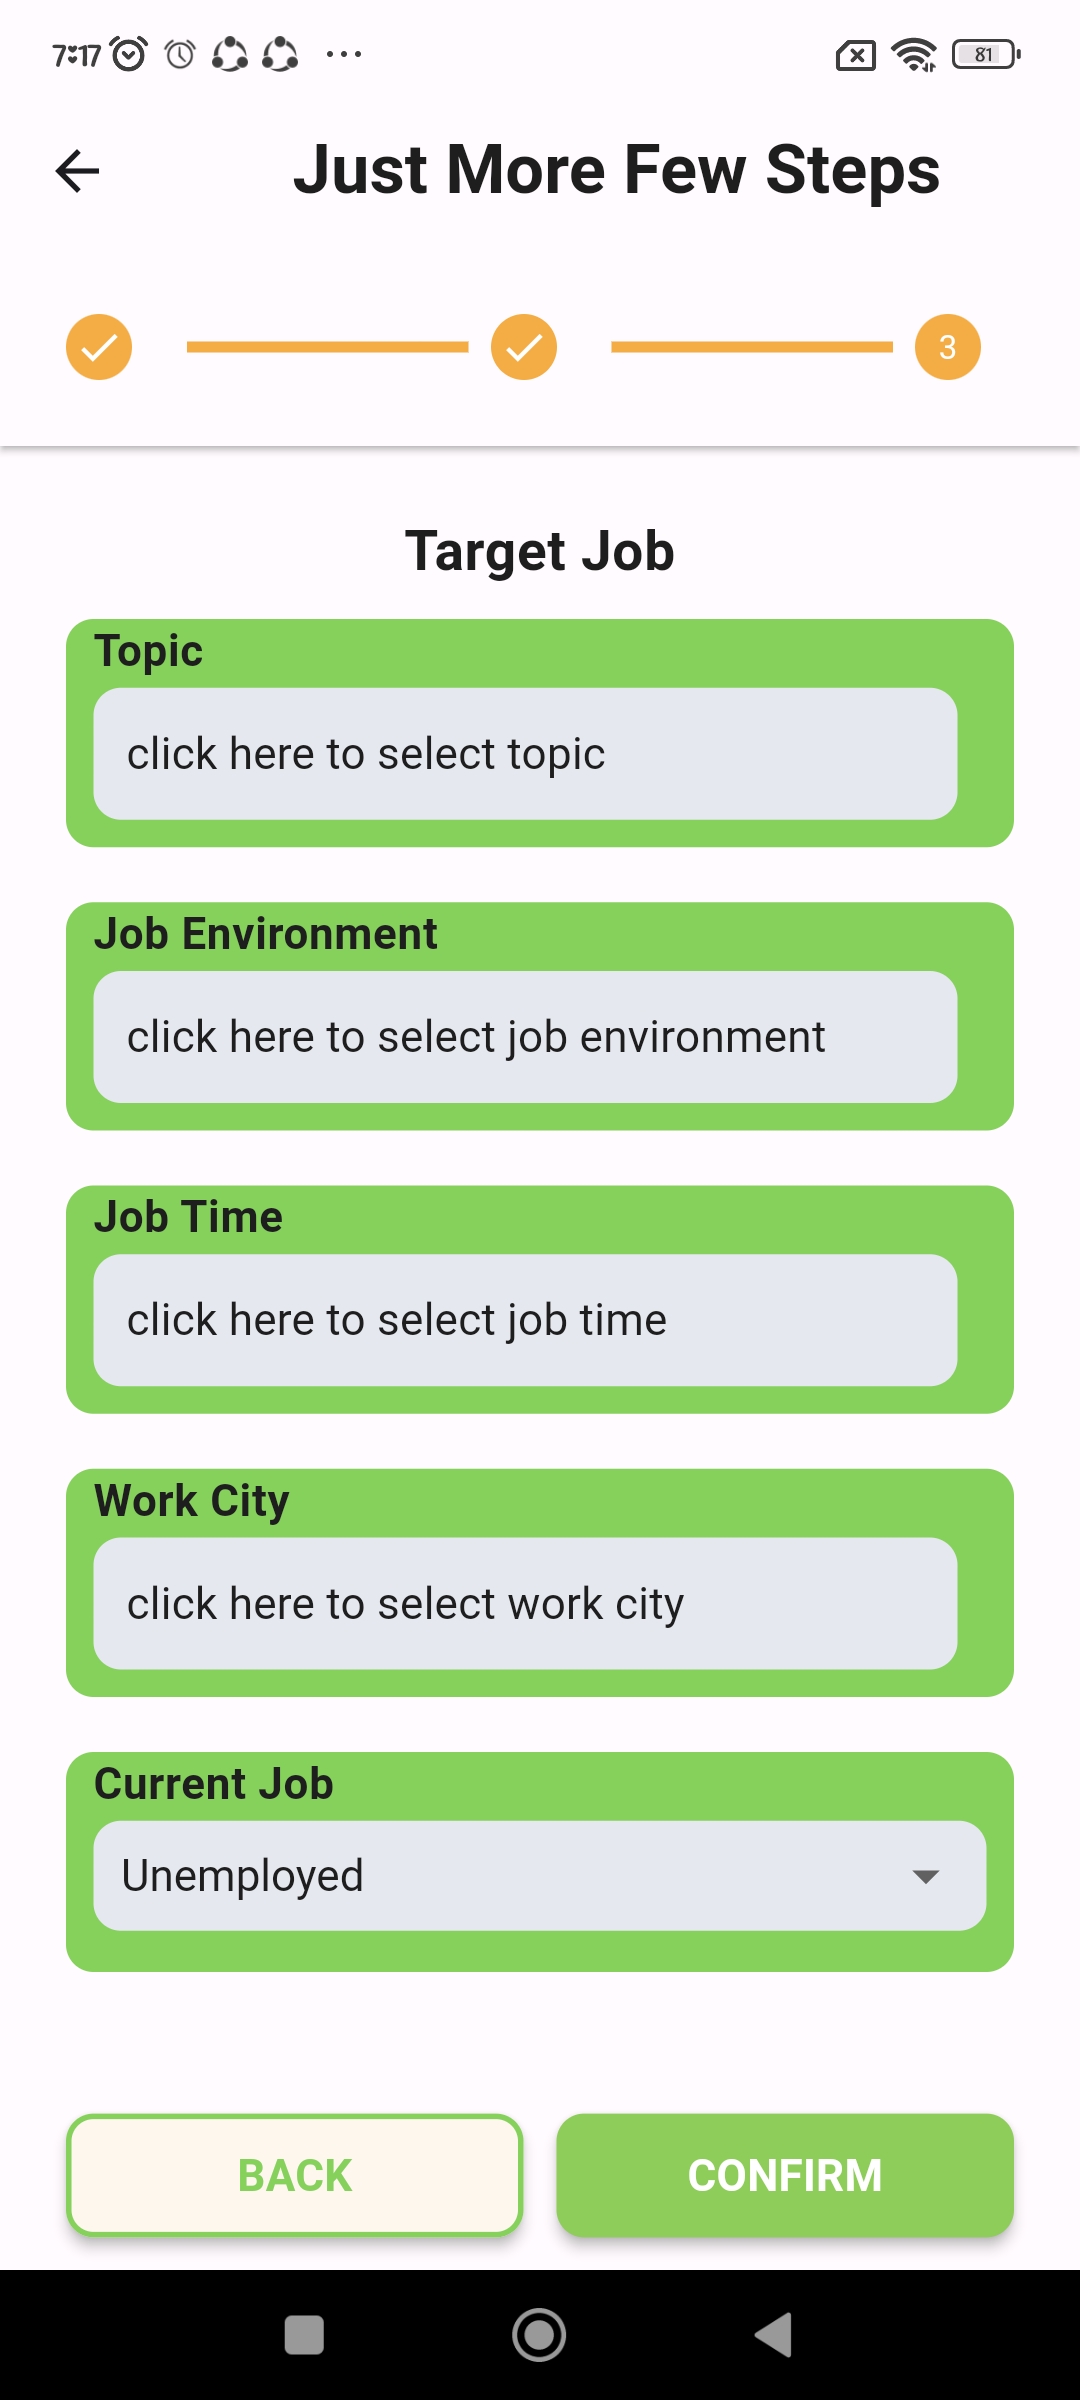 7:17
81
Just More Few Steps
3
Target Job
Topic
click here to select topic
Job Environment
click here to select job environment
Job Time
click here to select job time
Work City
click here to select work city
Current Job
Unemployed
BACK CONFIRM